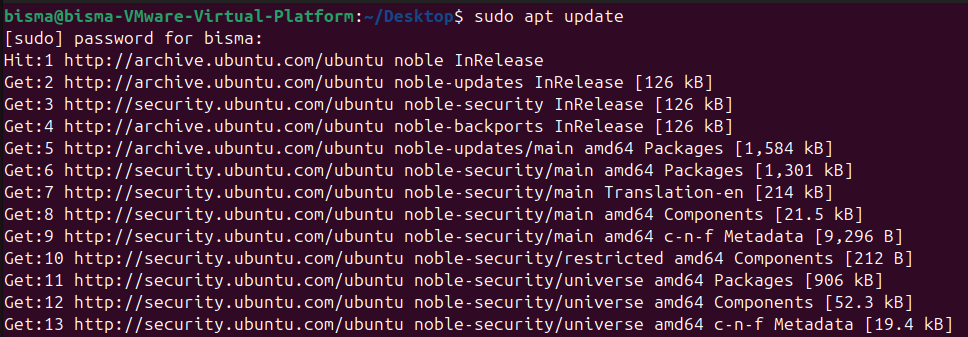 bisma@bisma-VMware-Virtual-Platform:~/Desktop$ sudo apt update
[sudo] password for bisma:
Hit:1 http://archive.ubuntu.com/ubuntu noble InRelease
Get:2 http://archive.ubuntu.com/ubuntu noble-updates InRelease [126 kB]
Get:3 http://security.ubuntu.com/ubuntu noble-security InRelease [126 kB]
Get:4 http://archive.ubuntu.com/ubuntu noble-backports InRelease [126 kB]
Get:5 http://archive.ubuntu.com/ubuntu noble-updates/main amd64 Packages [1,584 kB]
Get:6 http://security.ubuntu.com/ubuntu noble-security/main amd64 Packages [1,301 kB]
Get:7 http://security.ubuntu.com/ubuntu noble-security/main Translation-en [214 kB]
Get:8 http://security.ubuntu.com/ubuntu noble-security/main amd64 Components [21.5 kB]
Get:9 http://security.ubuntu.com/ubuntu noble-security/main amd64 c-n-f Metadata [9,296 B]
Get:10 http://security.ubuntu.com/ubuntu noble-security/restricted amd64 Components [212 B]
Get:11 http://security.ubuntu.com/ubuntu noble-security/universe amd64 Packages [906 kB]
Get:12 http://security.ubuntu.com/ubuntu noble-security/universe amd64 Components [52.3 kB]
Get:13 http://security.ubuntu.com/ubuntu noble-security/universe amd64 c-n-f Metadata [19.4 kB]